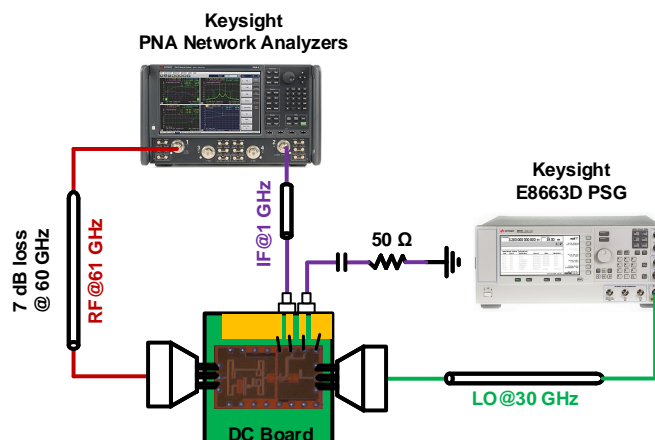 Keysight
PNA Network Analyzers
Keysight
E8663D PSG
7 dB loss
@ 60 GHz
RF@61 GHz
IF@1 GHz
50 Ω
LO@30 GHz
DC Board